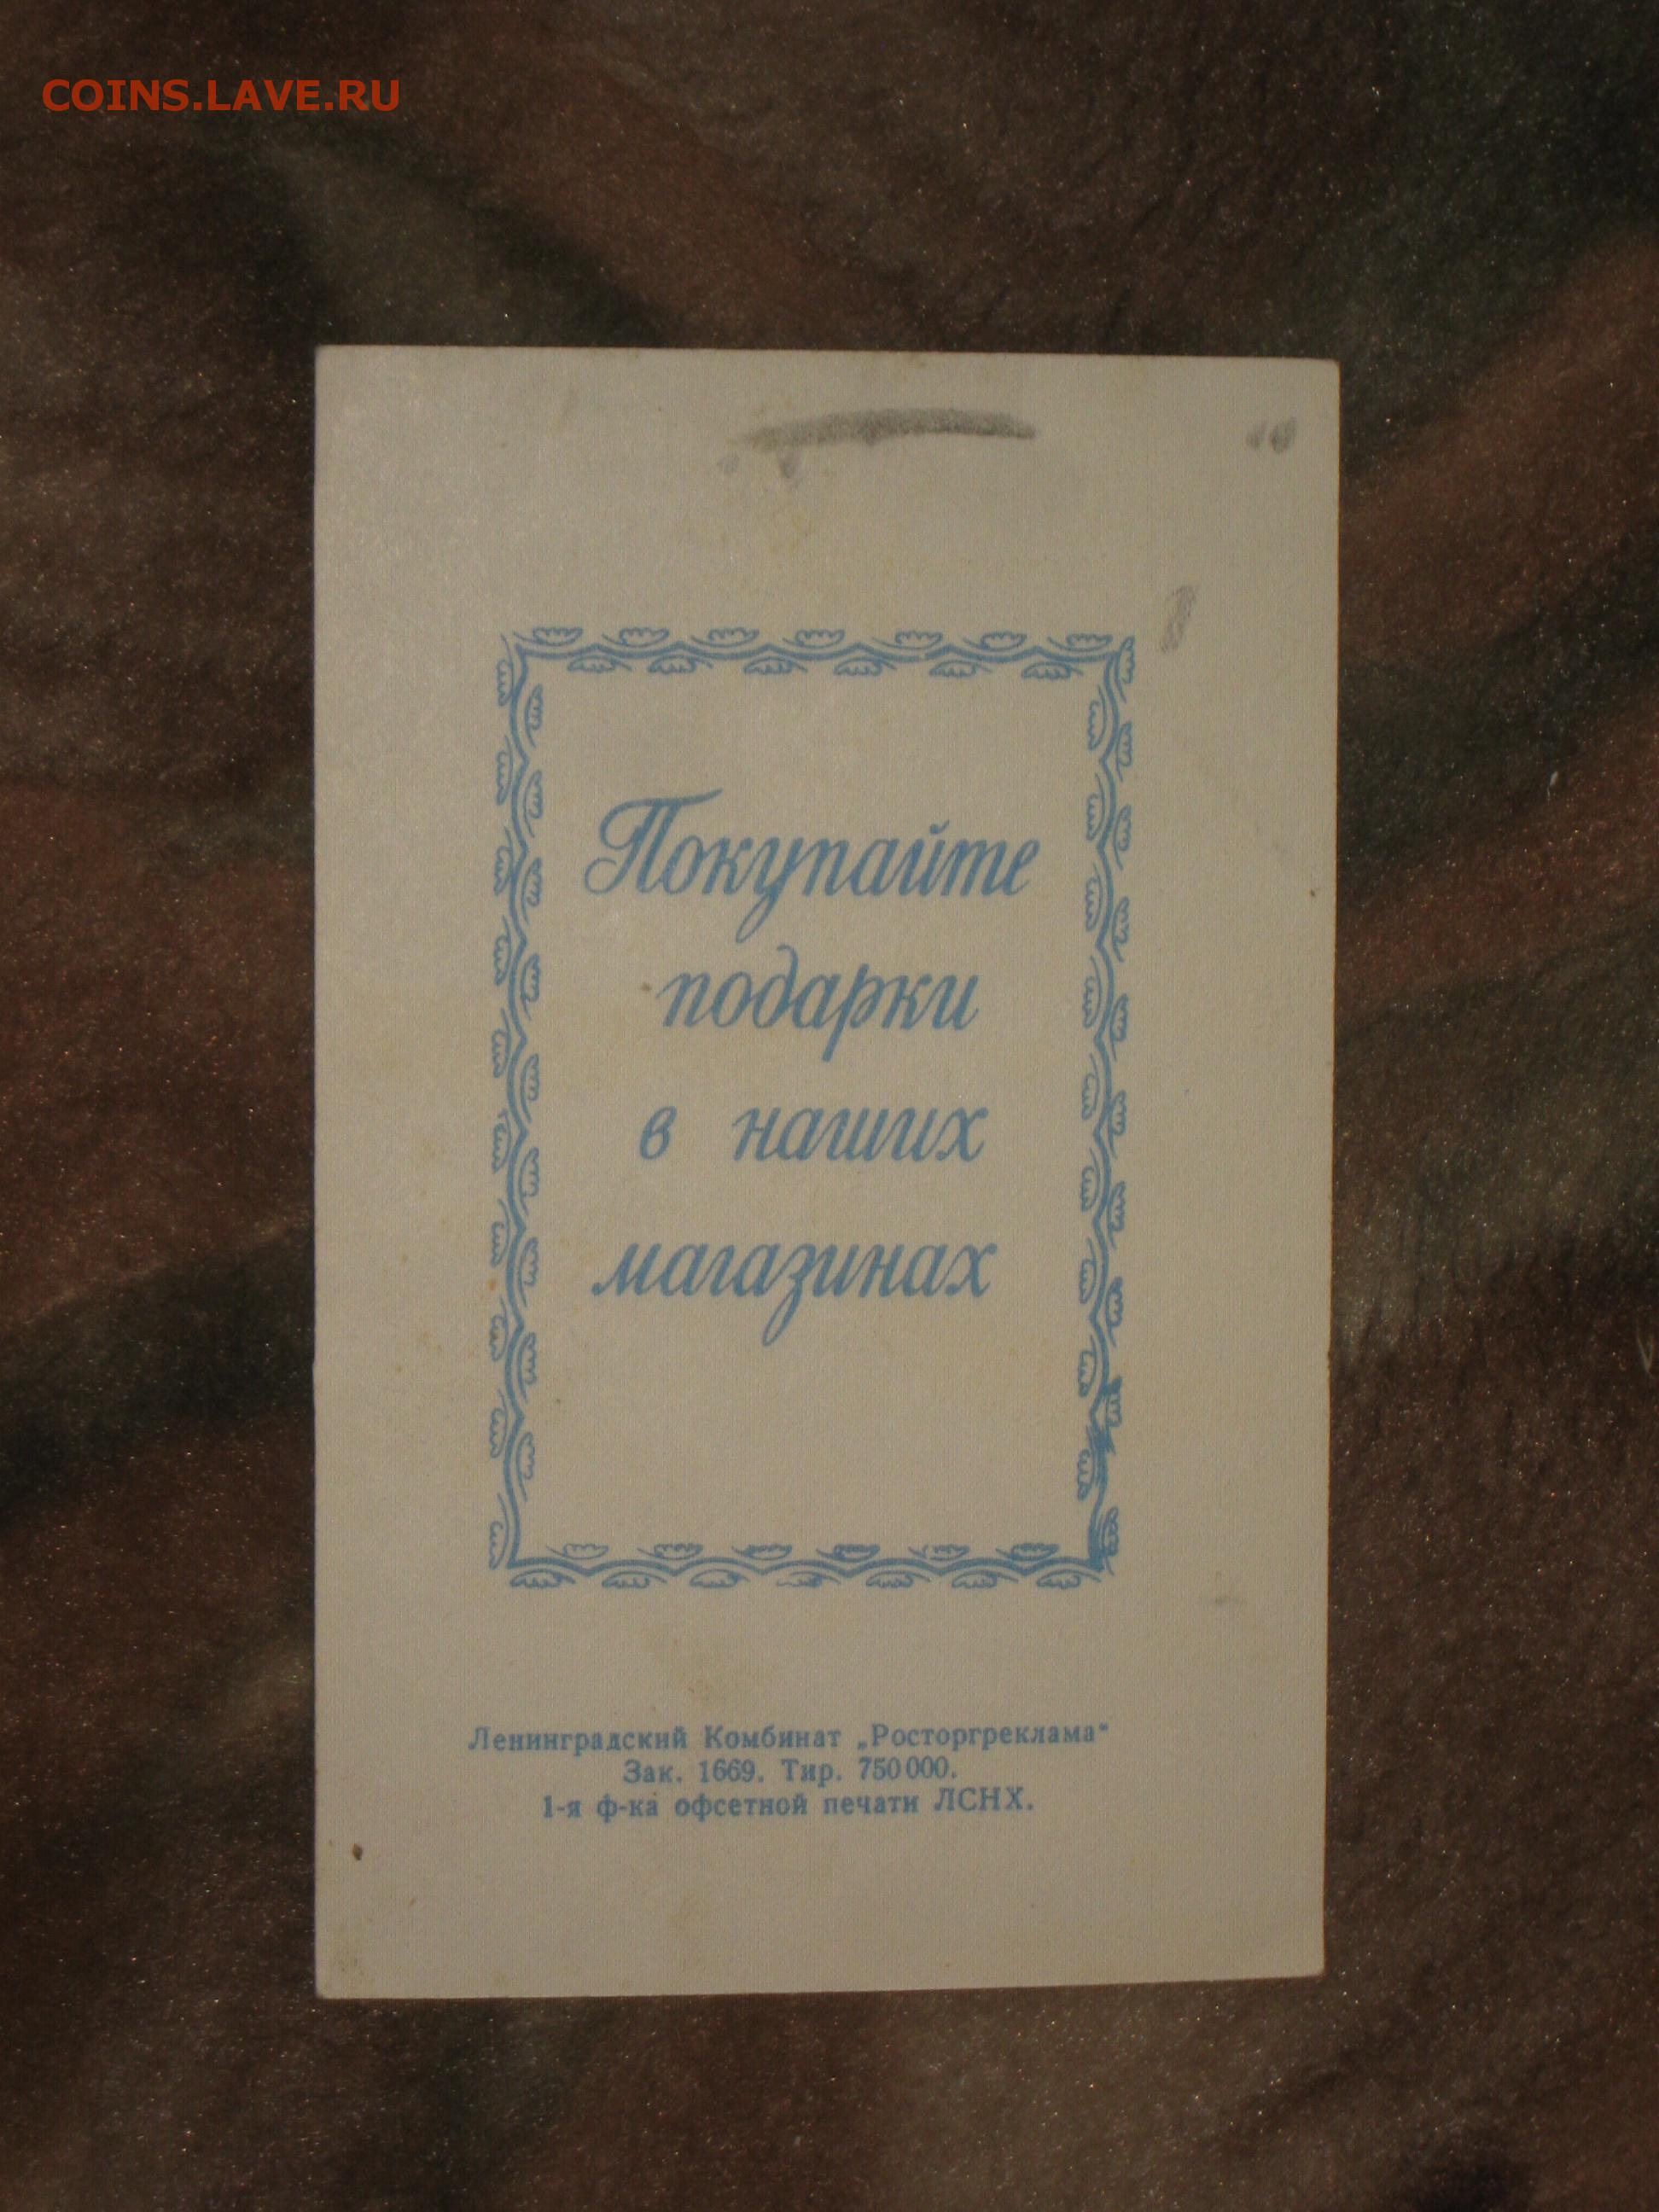 COINS.LAVE.RU
Покупайте
подарки
в наших
магазинах
Ленинградский Комбинат „Росторгреклама“
Зак. 1669. Тир. 750 000.
1-я ф-ка офсетной печати ЛСНХ.